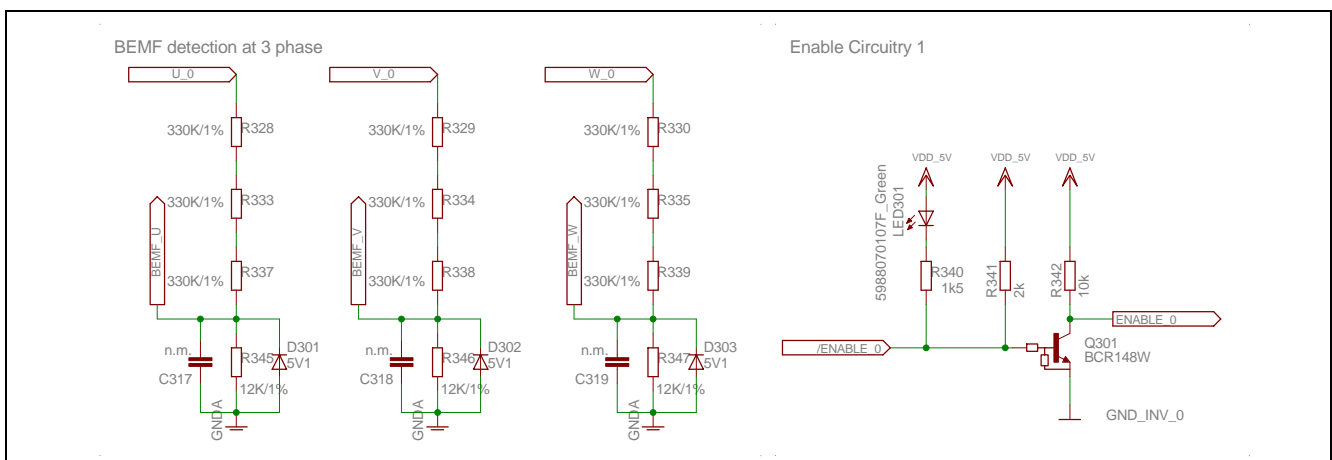 BEMF detection at 3 phase
Enable Circuitry 1
U_0
V_0
W_0
330K/1%
R328
330K/1%
R329
330K/1%
R330
330K/1%
R333
330K/1%
R334
330K/1%
R335
BEMF_U
BEMF_V
BEMF_W
330K/1%
R337
330K/1%
R338
330K/1%
R339
n.m.
C317
R345
12K/1%
D301
5V1
GNDA
n.m.
C318
R346
12K/1%
D302
5V1
GNDA
n.m.
C319
R347
12K/1%
D303
5V1
GNDA
VDD_5V
VDD_5V
VDD_5V
5988070107F_Green
LED301
R340
1k5
R341
2k
R342
10k
/ENABLE_0
ENABLE_0
Q301
BCR148W
GND_INV_0